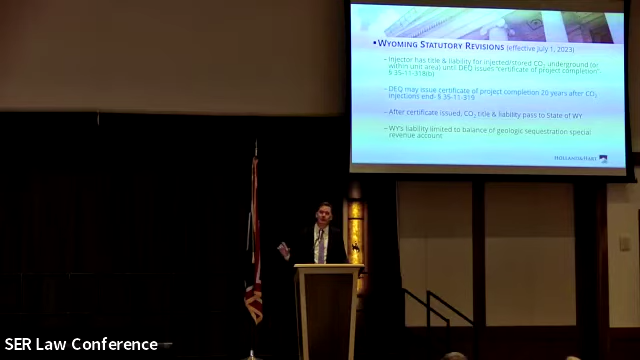 ▪WYOMING STATUTORY REVISIONS (effective July 1, 2023)
– Injector has title & liability for injected/stored CO2 underground (or
within unit area) until DEQ issues "certificate of project completion".
§ 35-11-318(b)
– DEQ may issue certificate of project completion 20 years after CO2
injections end- § 35-11-319
– After certificate issued, CO2 title & liability pass to State of WY
– WY's liability limited to balance of geologic sequestration special
revenue account
HOLLAND&HART
SER Law Conference